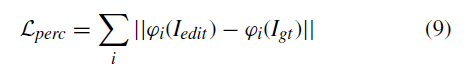 ℒ_perc = ∑_i ||φ_i(I_edit) − φ_i(I_gt)|| (9)